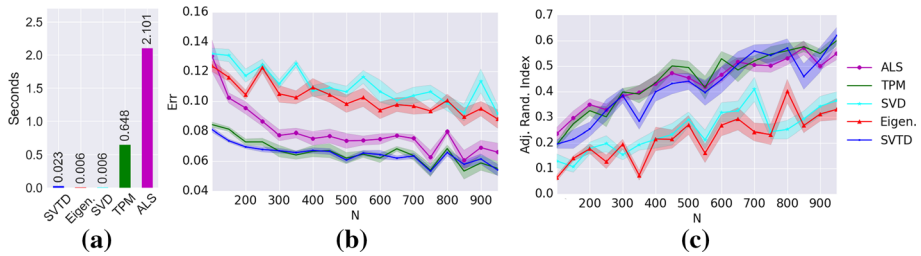 2.5
2.0
1.5
1.0
0.5
0.0
Seconds
0.023
0.006
0.006
0.648
2.101
SVTD
Eigen.
SVD
TPM
ALS
(a)
0.16
0.14
0.12
0.10
0.08
0.06
0.04
Err
200 300 400 500 600 700 800 900
N
(b)
0.7
0.6
0.5
0.4
0.3
0.2
0.1
0.0
Adj. Rand. Index
200 300 400 500 600 700 800 900
N
(c)
ALS
TPM
SVD
Eigen.
SVTD